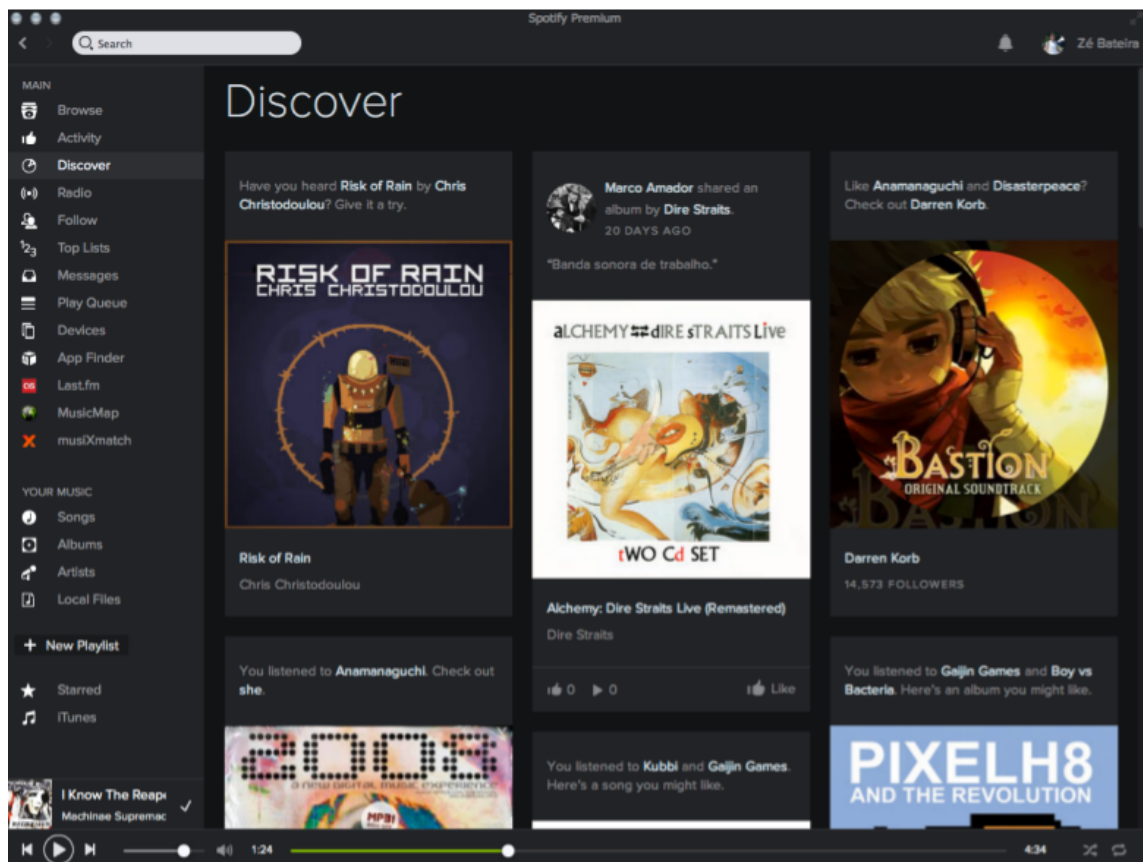 Spotify Premium
Search
Zé Bateira
MAIN
Browse
Activity
Discover
Radio
Follow
Top Lists
Messages
Play Queue
Devices
App Finder
Last.fm
MusicMap
musiXmatch
YOUR MUSIC
Songs
Albums
Artists
Local Files
+ New Playlist
Starred
iTunes
I Know The Reape
Machinae Supremac
Discover
Have you heard Risk of Rain by Chris
Christodoulou? Give it a try.
RISK OF RAIN
CHRIS CHRISTODOULOU
Risk of Rain
Chris Christodoulou
You listened to Anamanaguchi. Check out
she.
2008
a new digital music experience
MPB!
Marco Amador shared an
album by Dire Straits.
20 DAYS AGO
"Banda sonora de trabalho."
aLCHEMY dIRE sTRAITS Live
tWO Cd SET
Alchemy: Dire Straits Live (Remastered)
Dire Straits
0 0 Like
You listened to Kubbi and Gaijin Games.
Here's a song you might like.
Like Anamanaguchi and Disasterpeace?
Check out Darren Korb.
BASTION
ORIGINAL SOUNDTRACK
Darren Korb
14,573 FOLLOWERS
You listened to Gaijin Games and Boy vs
Bacteria. Here's an album you might like.
PIXELH8
AND THE REVOLUTION
1:24
4:34